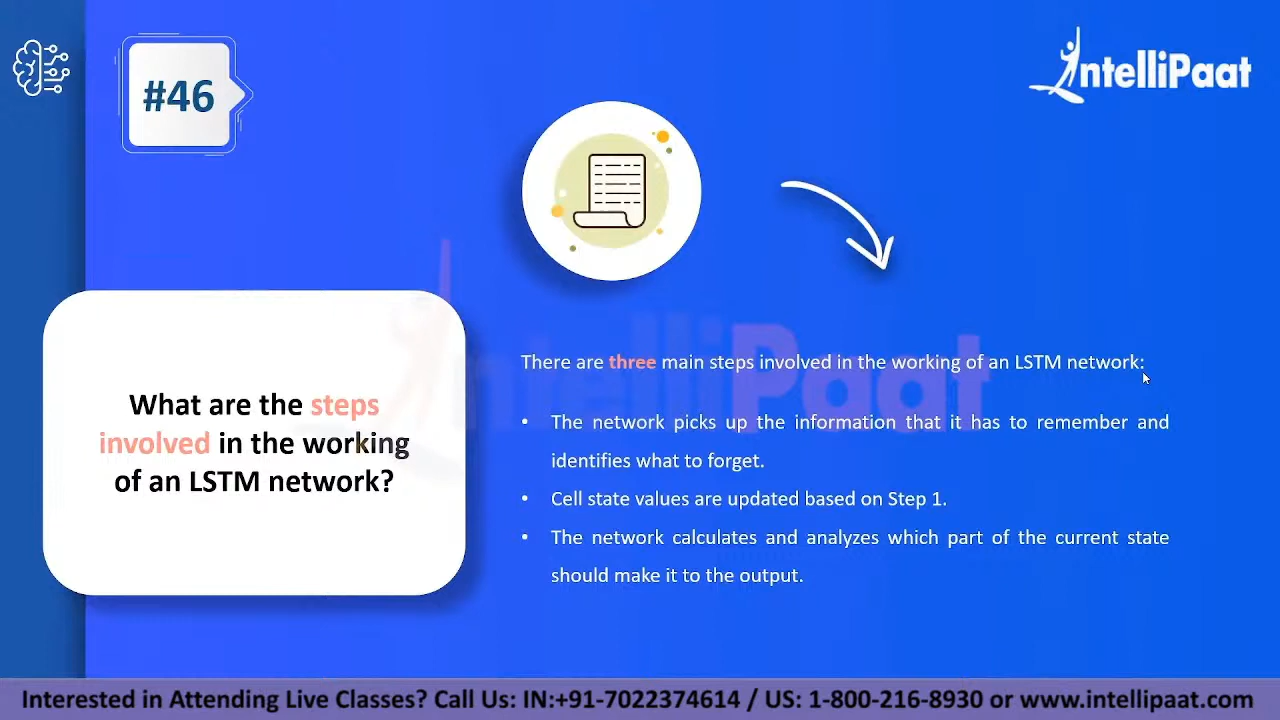 #46
IntelliPaat
What are the steps
involved in the working
of an LSTM network?
There are three main steps involved in the working of an LSTM network:
• The network picks up the information that it has to remember and
identifies what to forget.
• Cell state values are updated based on Step 1.
• The network calculates and analyzes which part of the current state
should make it to the output.
IntelliPaat
Interested in Attending Live Classes? Call Us: IN:+91-7022374614 / US: 1-800-216-8930 or www.intellipaat.com